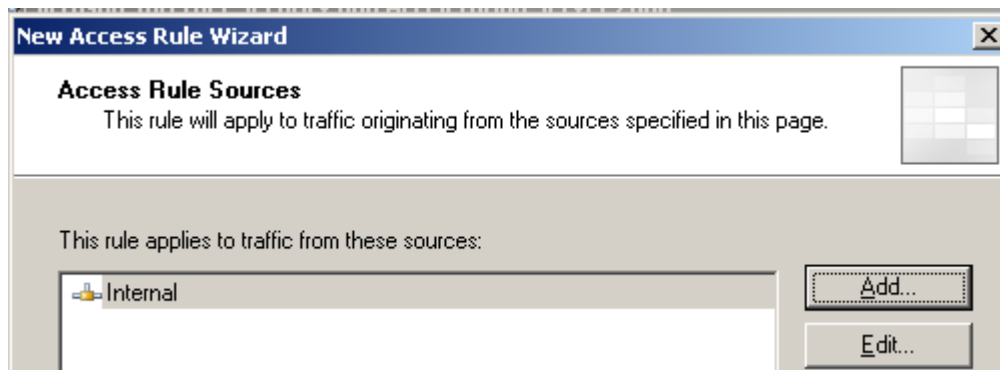 New Access Rule Wizard
Access Rule Sources
This rule will apply to traffic originating from the sources specified in this page.
This rule applies to traffic from these sources:
Internal
Add...
Edit...